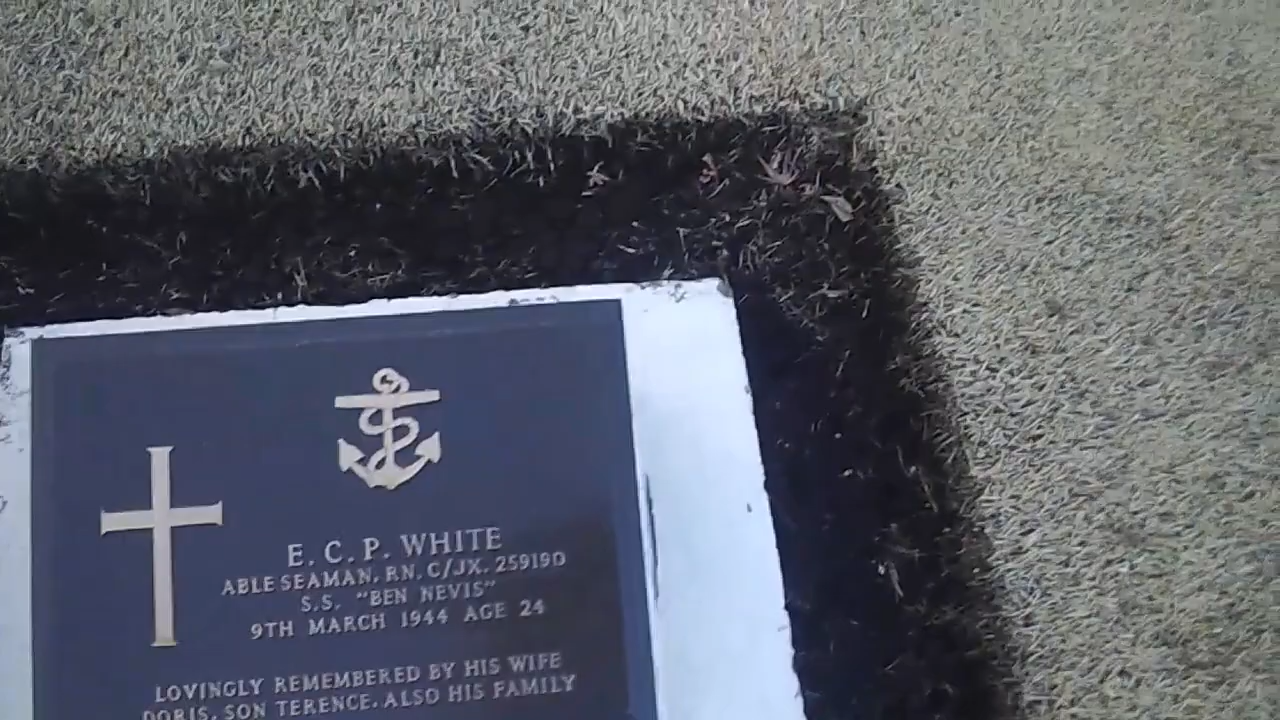 E. C. P. WHITE
ABLE SEAMAN, RN. C/JX. 259190
S.S. "BEN NEVIS"
9TH MARCH 1944 AGE 24
LOVINGLY REMEMBERED BY HIS WIFE
DORIS, SON TERENCE. ALSO HIS FAMILY